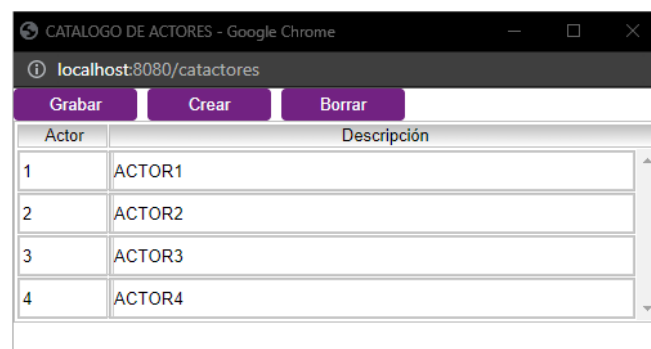 CATALOGO DE ACTORES - Google Chrome
localhost:8080/catactores
Grabar Crear Borrar
Actor Descripción
1 ACTOR1
2 ACTOR2
3 ACTOR3
4 ACTOR4